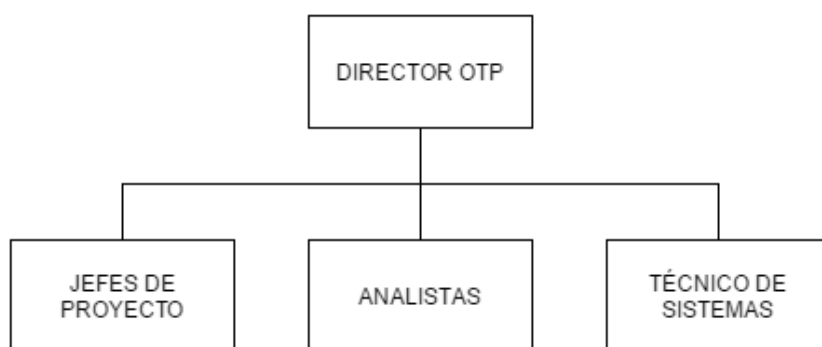 DIRECTOR OTP
JEFES DE
PROYECTO
ANALISTAS
TÉCNICO DE
SISTEMAS